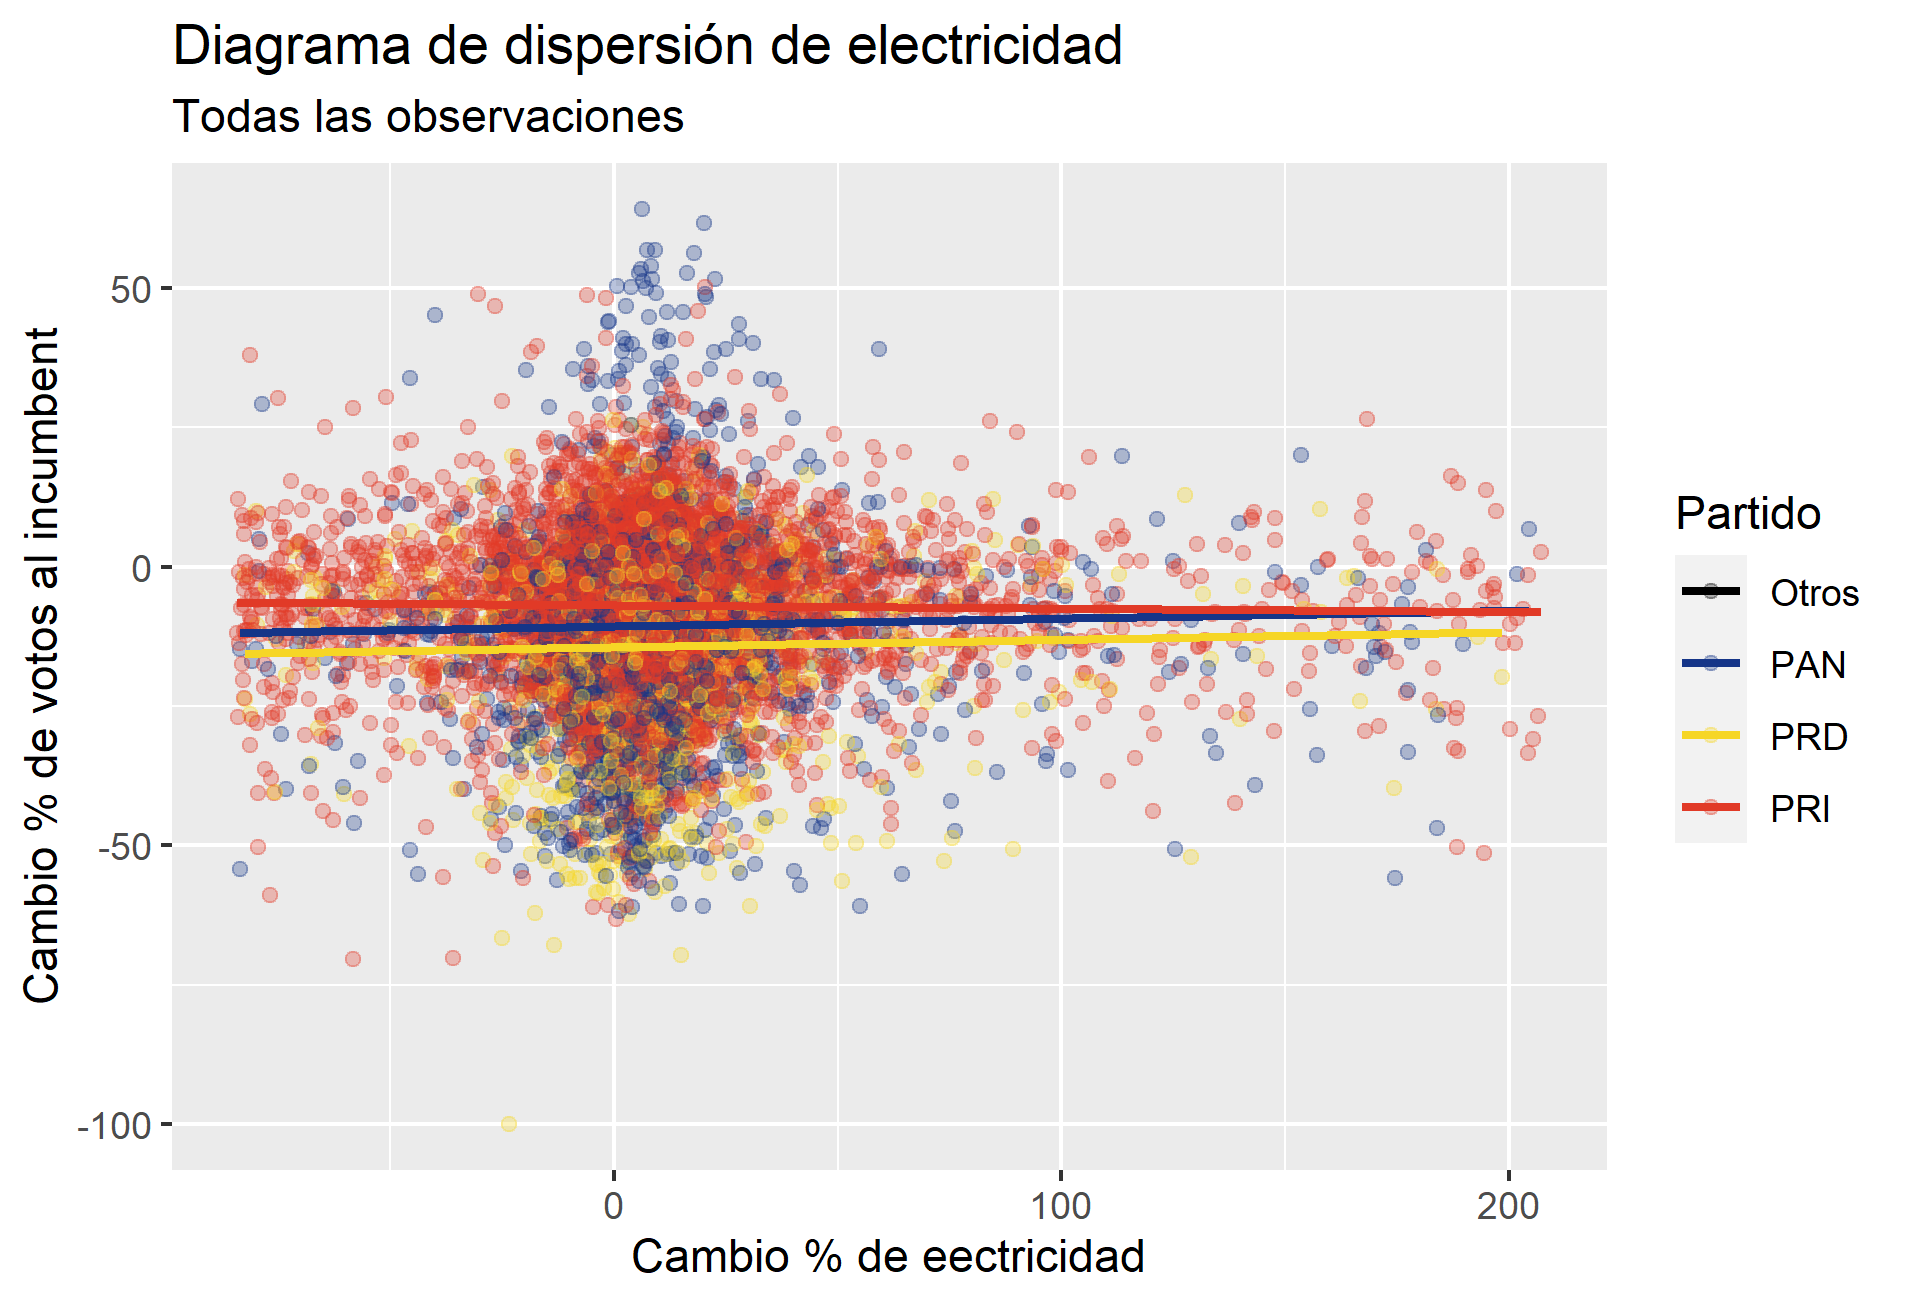 Diagrama de dispersión de electricidad
Todas las observaciones
Cambio % de votos al incumbent
50
0
-50
-100
0
100
200
Cambio % de eectricidad
Partido
Otros
PAN
PRD
PRI